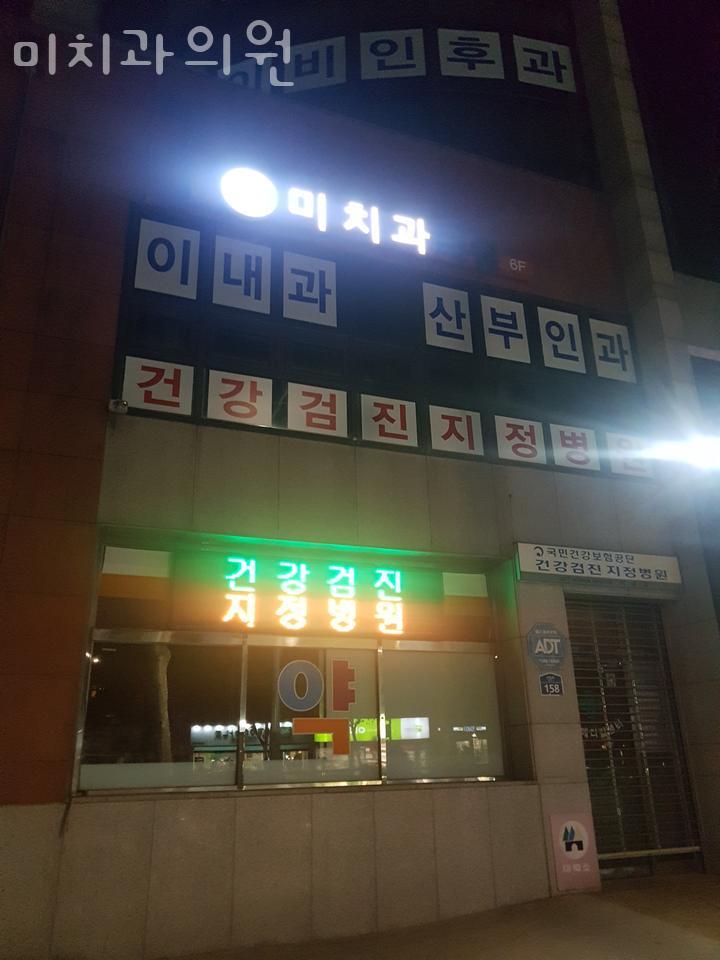 미치과의원
이비인후과
미치과
6F
이내과 산부인과
건강검진지정병원
국민건강보험공단
건강검진지정병원
건강검진
지정병원
ADT
158
약